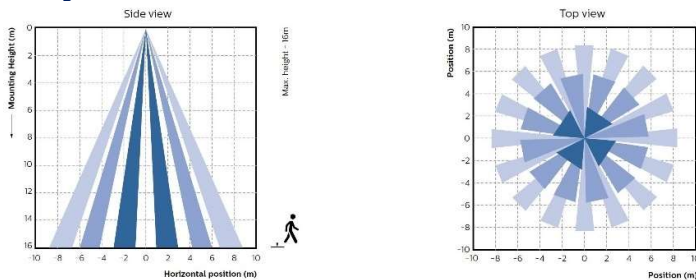 Side view
Mounting Height (m)
0
2
4
6
8
10
12
14
16
-10 -8 -6 -4 -2 0 2 4 6 8 10
Horizontal position (m)
Max. height - 16m
Top view
Position (m)
10
8
6
4
2
0
-2
-4
-6
-8
-10
-10 -8 -6 -4 -2 0 2 4 6 8 10
Position (m)